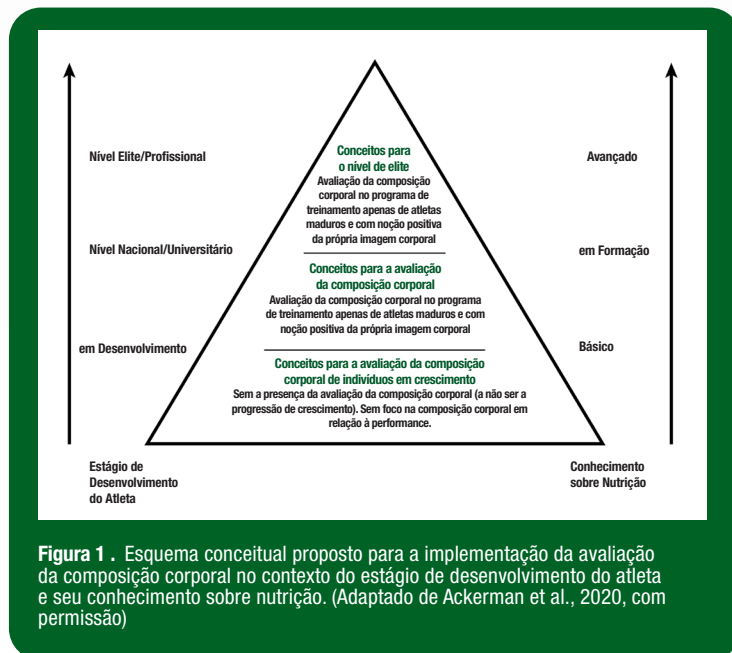 Nível Elite/Profissional
Nível Nacional/Universitário
em Desenvolvimento
Estágio de
Desenvolvimento
do Atleta
Conceitos para
o nível de elite
Avaliação da composição
corporal no programa de
treinamento apenas de atletas
maduros e com noção positiva
da própria imagem corporal
Conceitos para a avaliação
da composição corporal
Avaliação da composição corporal no programa
de treinamento apenas de atletas maduros e com
noção positiva da própria imagem corporal
Conceitos para a avaliação da composição
corporal de indivíduos em crescimento
Sem a presença da avaliação da composição corporal (a não ser a
progressão de crescimento). Sem foco na composição corporal em
relação à performance.
Avançado
em Formação
Básico
Conhecimento
sobre Nutrição
Figura 1 . Esquema conceitual proposto para a implementação da avaliação
da composição corporal no contexto do estágio de desenvolvimento do atleta
e seu conhecimento sobre nutrição. (Adaptado de Ackerman et al., 2020, com
permissão)